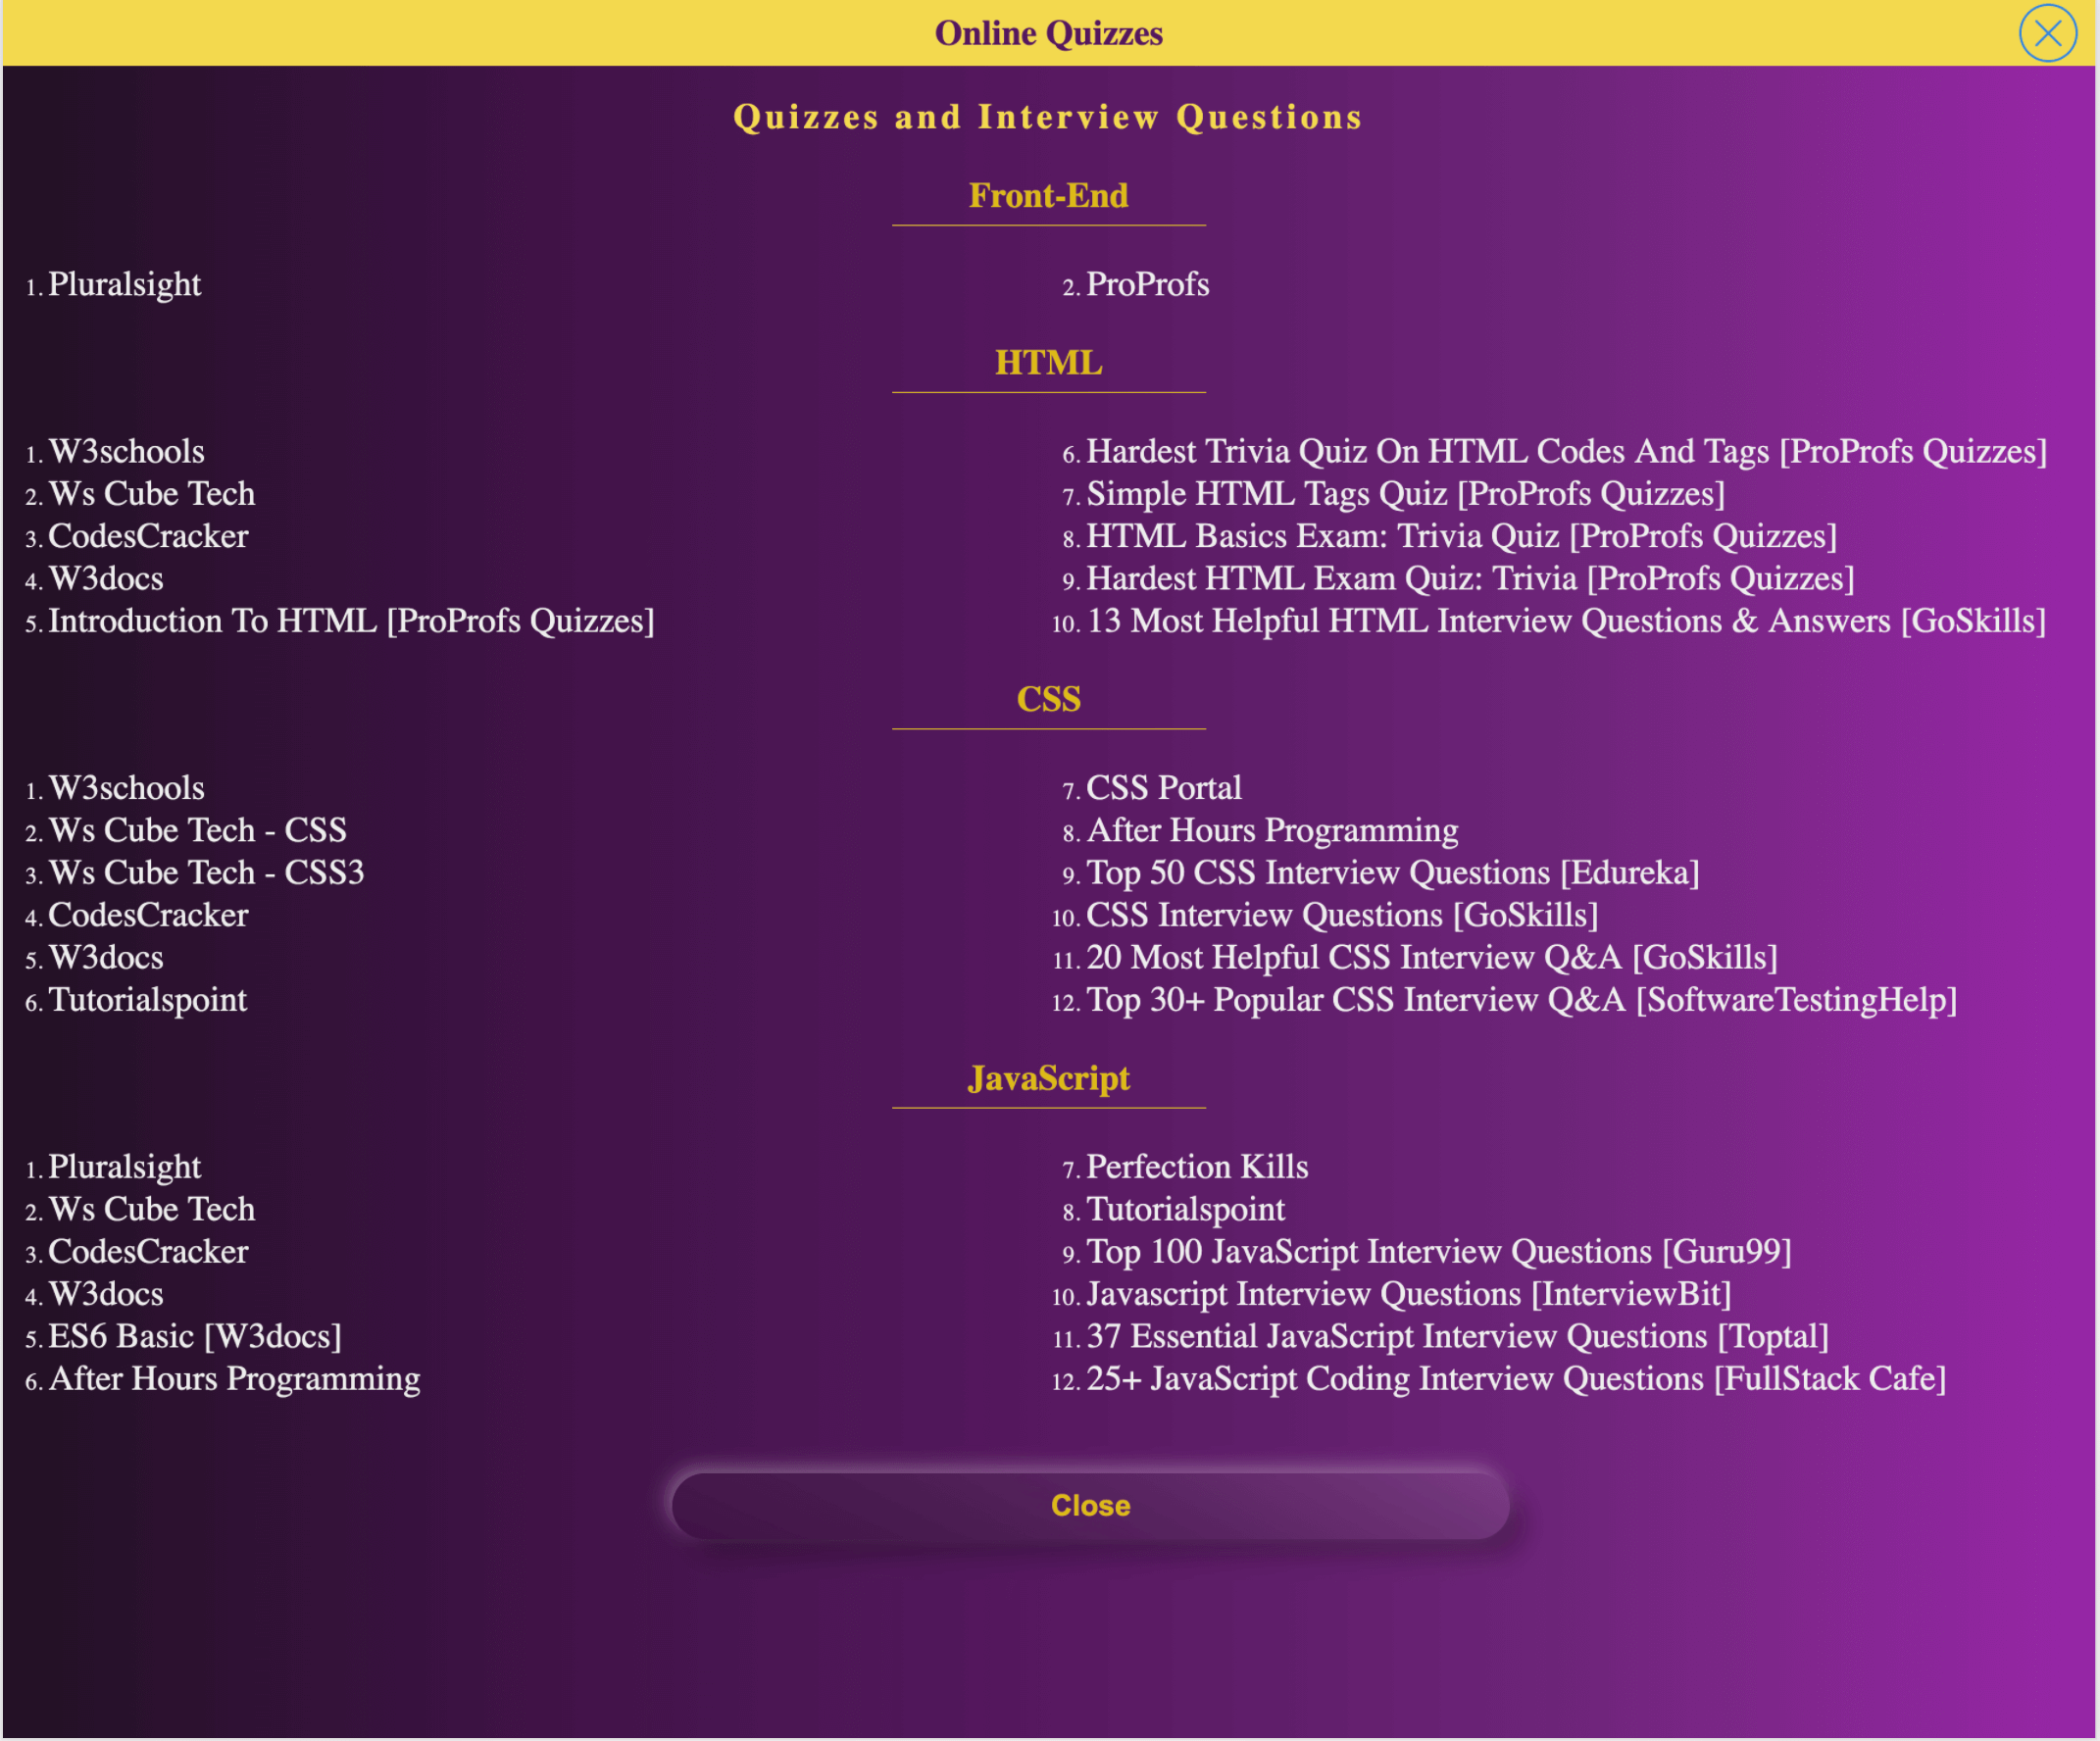 Online Quizzes
Quizzes and Interview Questions
Front-End
1. Pluralsight
2. ProProfs
HTML
1. W3schools
2. Ws Cube Tech
3. CodesCracker
4. W3docs
5. Introduction To HTML [ProProfs Quizzes]
6. Hardest Trivia Quiz On HTML Codes And Tags [ProProfs Quizzes]
7. Simple HTML Tags Quiz [ProProfs Quizzes]
8. HTML Basics Exam: Trivia Quiz [ProProfs Quizzes]
9. Hardest HTML Exam Quiz: Trivia [ProProfs Quizzes]
10. 13 Most Helpful HTML Interview Questions & Answers [GoSkills]
CSS
1. W3schools
2. Ws Cube Tech - CSS
3. Ws Cube Tech - CSS3
4. CodesCracker
5. W3docs
6. Tutorialspoint
7. CSS Portal
8. After Hours Programming
9. Top 50 CSS Interview Questions [Edureka]
10. CSS Interview Questions [GoSkills]
11. 20 Most Helpful CSS Interview Q&A [GoSkills]
12. Top 30+ Popular CSS Interview Q&A [SoftwareTestingHelp]
JavaScript
1. Pluralsight
2. Ws Cube Tech
3. CodesCracker
4. W3docs
5. ES6 Basic [W3docs]
6. After Hours Programming
7. Perfection Kills
8. Tutorialspoint
9. Top 100 JavaScript Interview Questions [Guru99]
10. Javascript Interview Questions [InterviewBit]
11. 37 Essential JavaScript Interview Questions [Toptal]
12. 25+ JavaScript Coding Interview Questions [FullStack Cafe]
Close